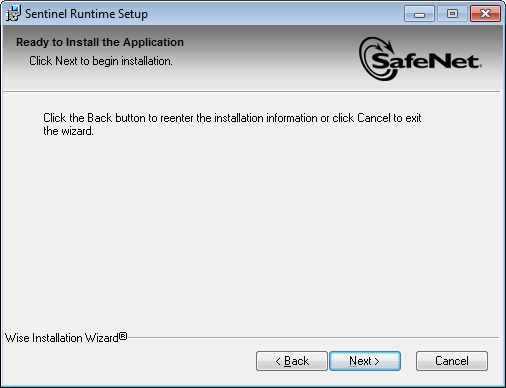 Sentinel Runtime Setup
Ready to Install the Application
Click Next to begin installation.
SafeNet.
Click the Back button to reenter the installation information or click Cancel to exit
the wizard.
Wise Installation Wizard®
< Back
Next >
Cancel